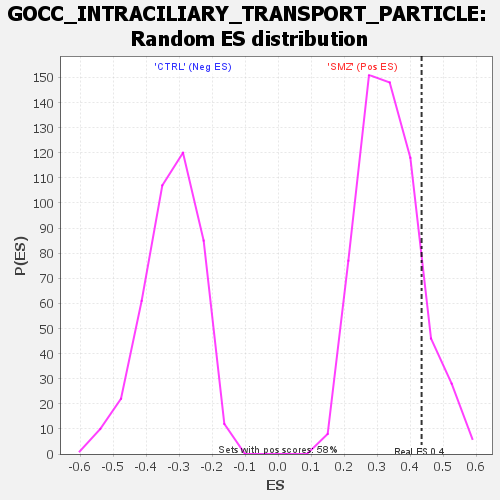 GOCC_INTRACILIARY_TRANSPORT_PARTICLE:
Random ES distribution
'CTRL' (Neg ES)
'SMZ' (Pos ES)
150
140
130
120
110
100
90
80
70
60
50
40
30
20
10
0
P(ES)
Sets with pos scores: 58%
Real ES 0.4
-0.6 -0.5 -0.4 -0.3 -0.2 -0.1 0.0 0.1 0.2 0.3 0.4 0.5 0.6
ES